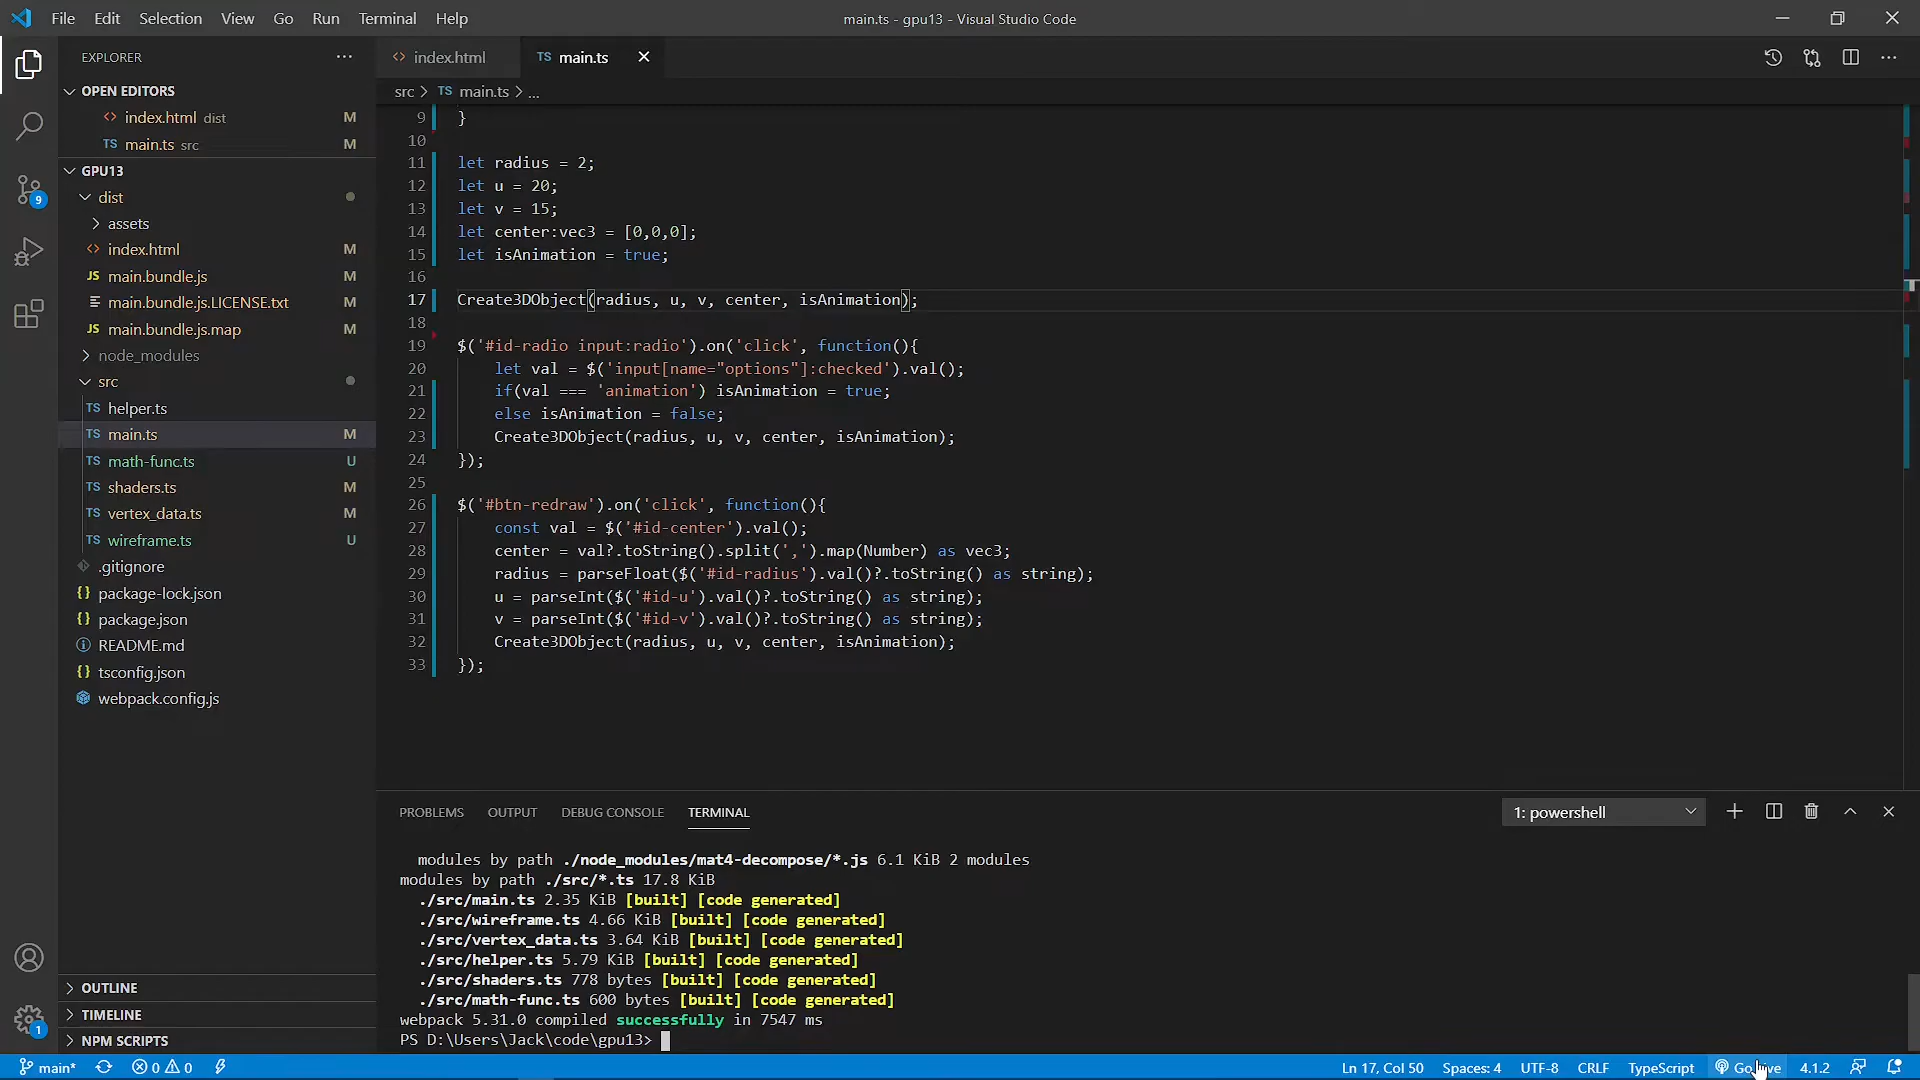 File Edit Selection View Go Run Terminal Help
main.ts - gpu13 - Visual Studio Code
EXPLORER
OPEN EDITORS
<> index.html dist M
TS main.ts src M
GPU13
dist
assets
<> index.html M
JS main.bundle.js M
main.bundle.js.LICENSE.txt M
JS main.bundle.js.map M
node_modules
src
TS helper.ts
TS main.ts M
TS math-func.ts U
TS shaders.ts M
TS vertex_data.ts M
TS wireframe.ts U
.gitignore
{} package-lock.json
{} package.json
README.md
{} tsconfig.json
webpack.config.js
OUTLINE
TIMELINE
NPM SCRIPTS
9
1
<> index.html TS main.ts
src > TS main.ts > ...
9 }
10
11 let radius = 2;
12 let u = 20;
13 let v = 15;
14 let center:vec3 = [0,0,0];
15 let isAnimation = true;
16
17 Create3DObject(radius, u, v, center, isAnimation);
18
19 $('#id-radio input:radio').on('click', function(){
20 let val = $('input[name="options"]:checked').val();
21 if(val === 'animation') isAnimation = true;
22 else isAnimation = false;
23 Create3DObject(radius, u, v, center, isAnimation);
24 });
25
26 $('#btn-redraw').on('click', function(){
27 const val = $('#id-center').val();
28 center = val?.toString().split(',').map(Number) as vec3;
29 radius = parseFloat($('#id-radius').val()?.toString() as string);
30 u = parseInt($('#id-u').val()?.toString() as string);
31 v = parseInt($('#id-v').val()?.toString() as string);
32 Create3DObject(radius, u, v, center, isAnimation);
33 });
PROBLEMS OUTPUT DEBUG CONSOLE TERMINAL
1: powershell
modules by path ./node_modules/mat4-decompose/*.js 6.1 KiB 2 modules
modules by path ./src/*.ts 17.8 KiB
./src/main.ts 2.35 KiB [built] [code generated]
./src/wireframe.ts 4.66 KiB [built] [code generated]
./src/vertex_data.ts 3.64 KiB [built] [code generated]
./src/helper.ts 5.79 KiB [built] [code generated]
./src/shaders.ts 778 bytes [built] [code generated]
./src/math-func.ts 600 bytes [built] [code generated]
webpack 5.31.0 compiled successfully in 7547 ms
PS D:\Users\Jack\code\gpu13>
main* 0 0 Ln 17, Col 50 Spaces: 4 UTF-8 CRLF TypeScript Go 4.1.2